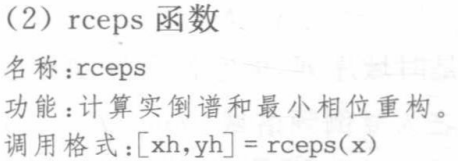 （2）rceps 函数
名称:rceps
功能:计算实倒谱和最小相位重构。
调用格式:[xh,yh]=rceps(x)